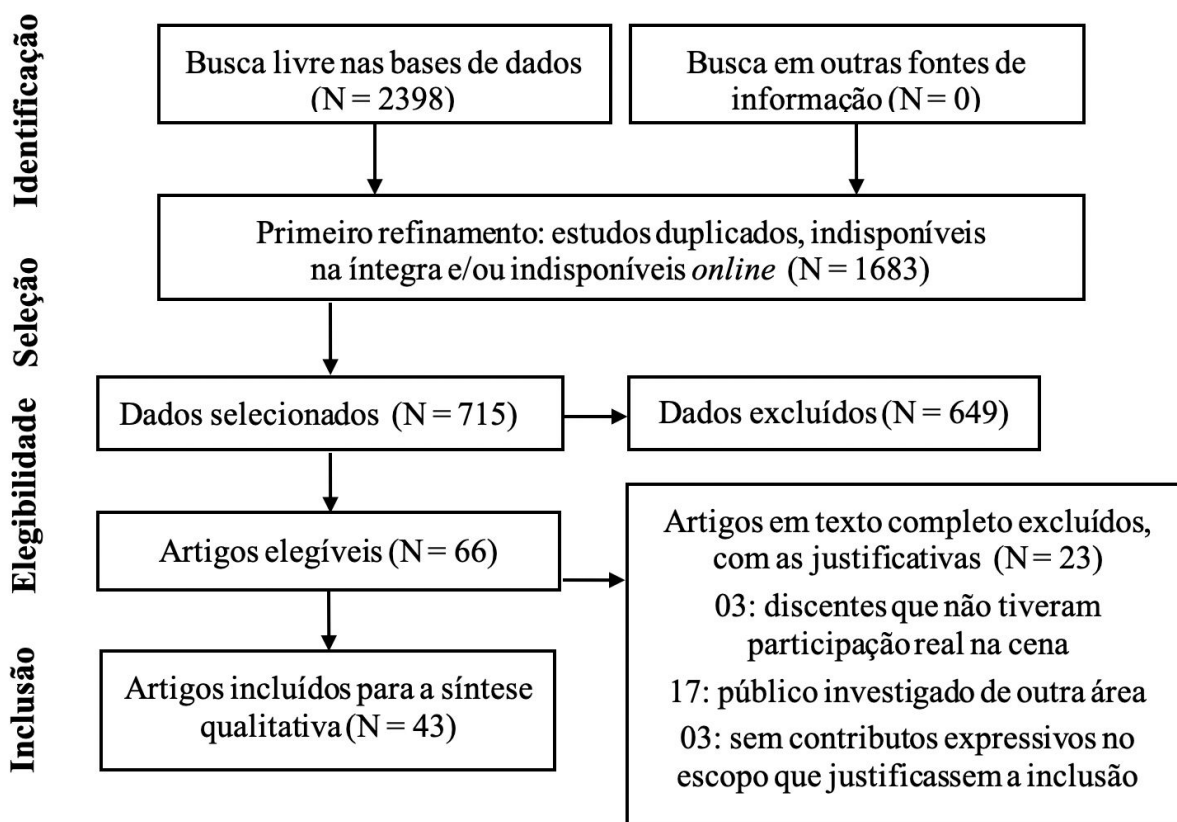 Identificação
Busca livre nas bases de dados
(N = 2398)
Busca em outras fontes de
informação (N = 0)
Primeiro refinamento: estudos duplicados, indisponíveis
na íntegra e/ou indisponíveis online (N = 1683)
Seleção
Dados selecionados (N = 715)
Dados excluídos (N = 649)
Elegibilidade
Artigos elegíveis (N = 66)
Artigos em texto completo excluídos,
com as justificativas (N = 23)
03: discentes que não tiveram
participação real na cena
17: público investigado de outra área
03: sem contributos expressivos no
escopo que justificassem a inclusão
Inclusão
Artigos incluídos para a síntese
qualitativa (N = 43)